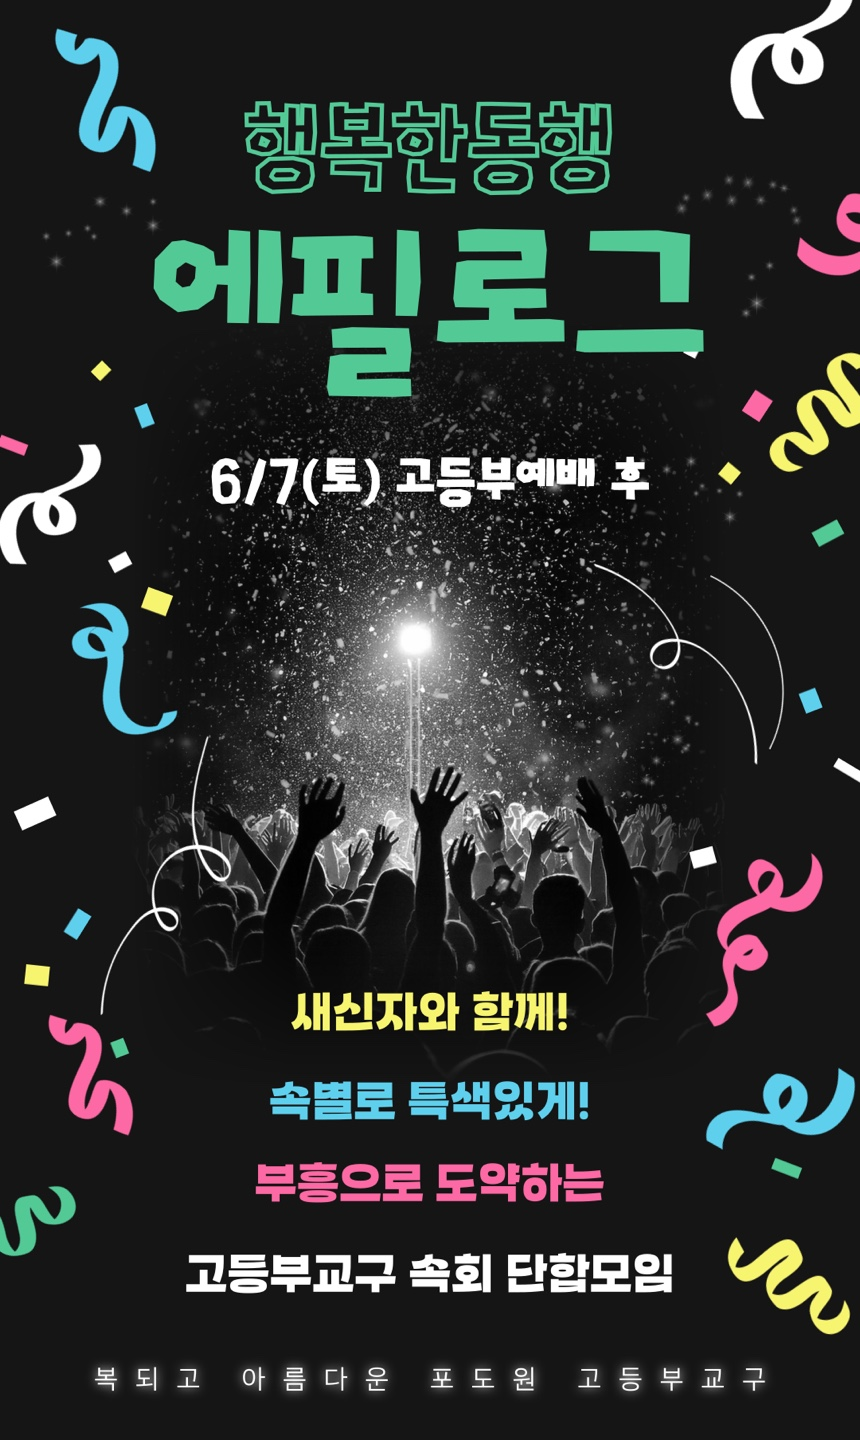 행복한동행
에필로그
6/7(토) 고등부예배 후
새신자와 함께!
속별로 특색있게!
부흥으로 도약하는
고등부교구 속회 단합모임
복되고 아름다운 포도원 고등부교구